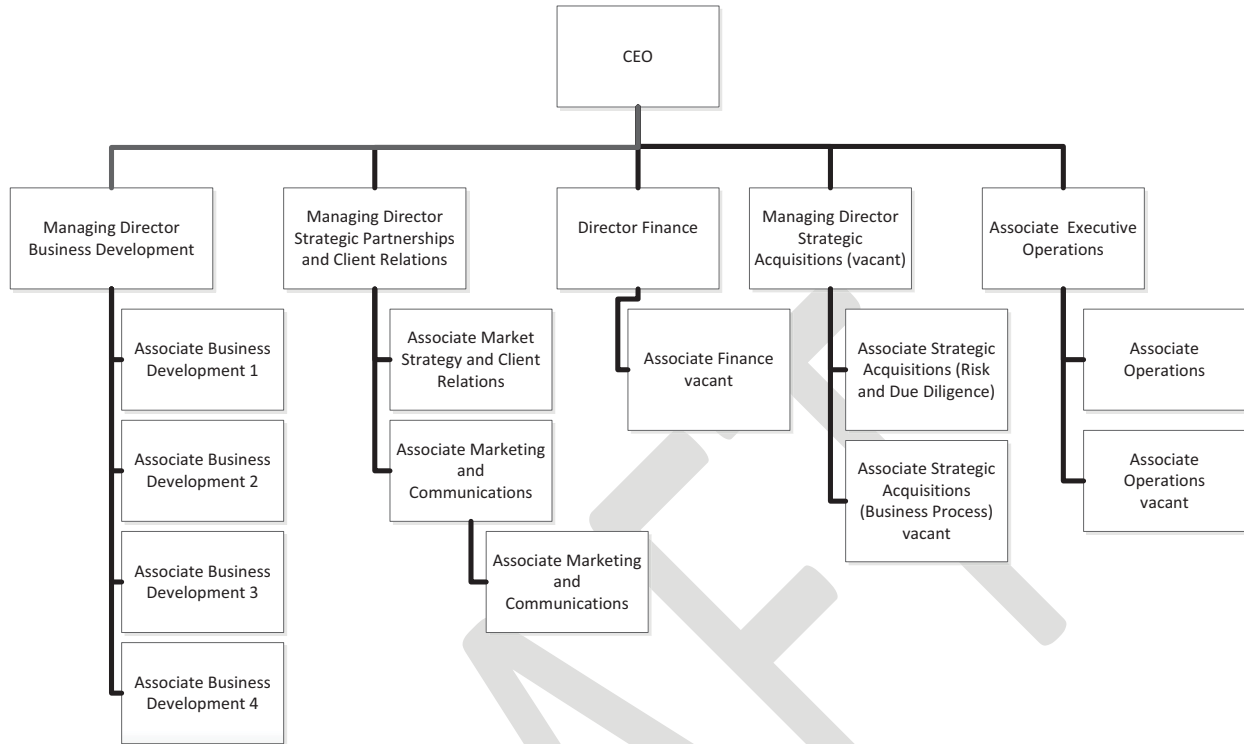 CEO
Managing Director
Business Development
Managing Director
Strategic Partnerships
and Client Relations
Director Finance
Managing Director
Strategic
Acquisitions (vacant)
Associate Executive
Operations
Associate Business
Development 1
Associate Business
Development 2
Associate Business
Development 3
Associate Business
Development 4
Associate Market
Strategy and Client
Relations
Associate Marketing
and
Communications
Associate Marketing
and
Communications
Associate Finance
vacant
Associate Strategic
Acquisitions (Risk
and Due Diligence)
Associate Strategic
Acquisitions
(Business Process)
vacant
Associate
Operations
Associate
Operations
vacant